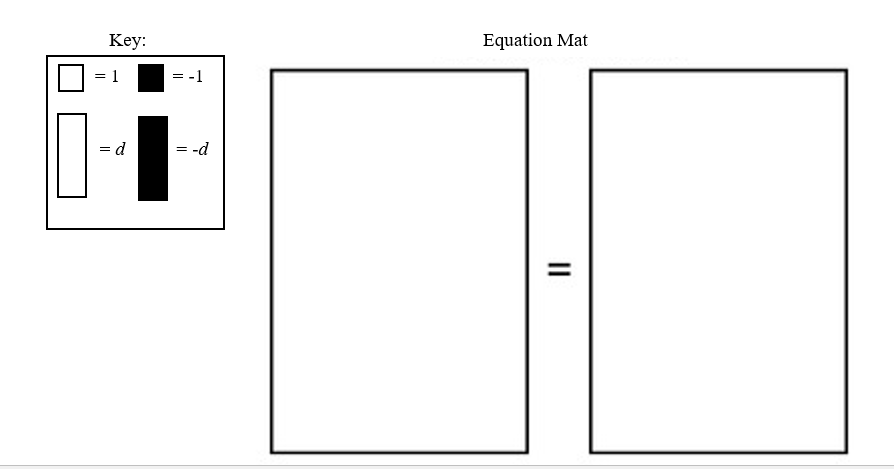 Key:
Equation Mat
= 1
= -1
= d
= -d
=